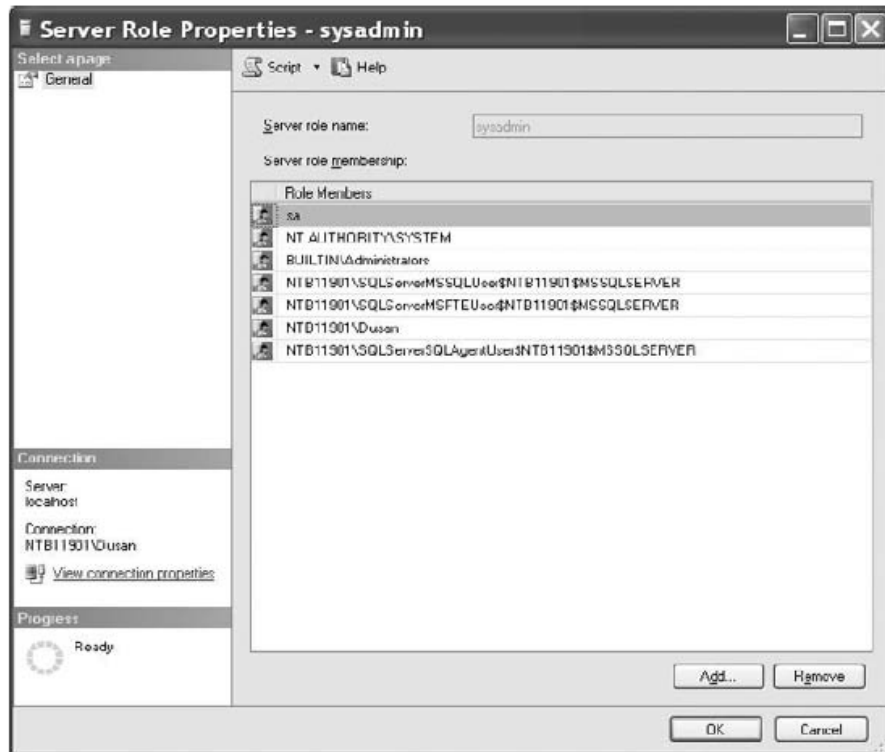 Server Role Properties - sysadmin
Select a page
General
Script
Help
Server role name:
sysadmin
Server role membership:
Role Members
sa
NT AUTHORITY\SYSTEM
BUILTIN\Administrators
NTB11901\SQLServerMSSQLUser$NTB11901$MSSQLSERVER
NTB11901\SQLServerMSFTEUser$NTB11901$MSSQLSERVER
NTB11901\Dusan
NTB11901\SQLServerSQLAgentUser$NTB11901$MSSQLSERVER
Connection
Server:
localhost
Connection:
NTB11901\Dusan
View connection properties
Progress
Ready
Add...
Remove
OK
Cancel